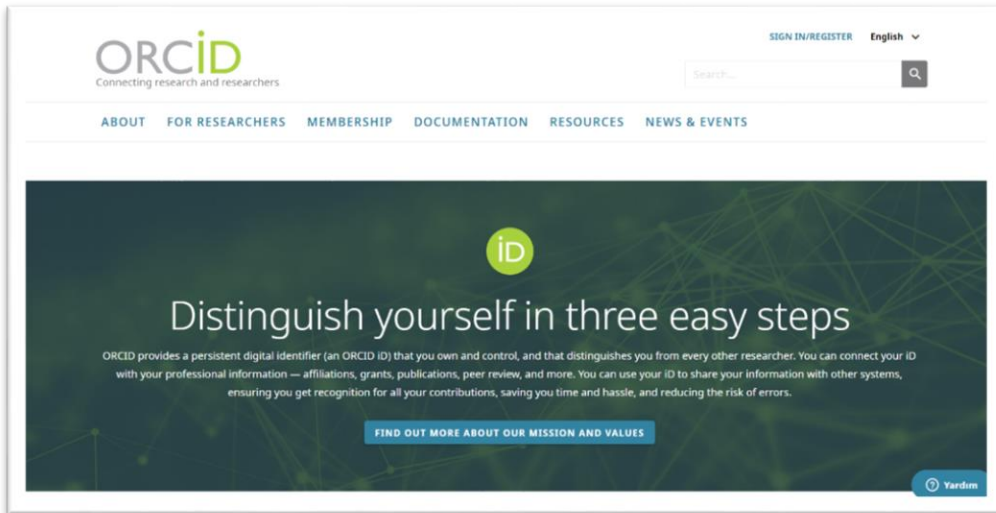 ORCiD
Connecting research and researchers
SIGN IN/REGISTER English
Search...
ABOUT FOR RESEARCHERS MEMBERSHIP DOCUMENTATION RESOURCES NEWS & EVENTS
iD
Distinguish yourself in three easy steps
ORCID provides a persistent digital identifier (an ORCID iD) that you own and control, and that distinguishes you from every other researcher. You can connect your iD
with your professional information — affiliations, grants, publications, peer review, and more. You can use your iD to share your information with other systems,
ensuring you get recognition for all your contributions, saving you time and hassle, and reducing the risk of errors.
FIND OUT MORE ABOUT OUR MISSION AND VALUES
Yardım